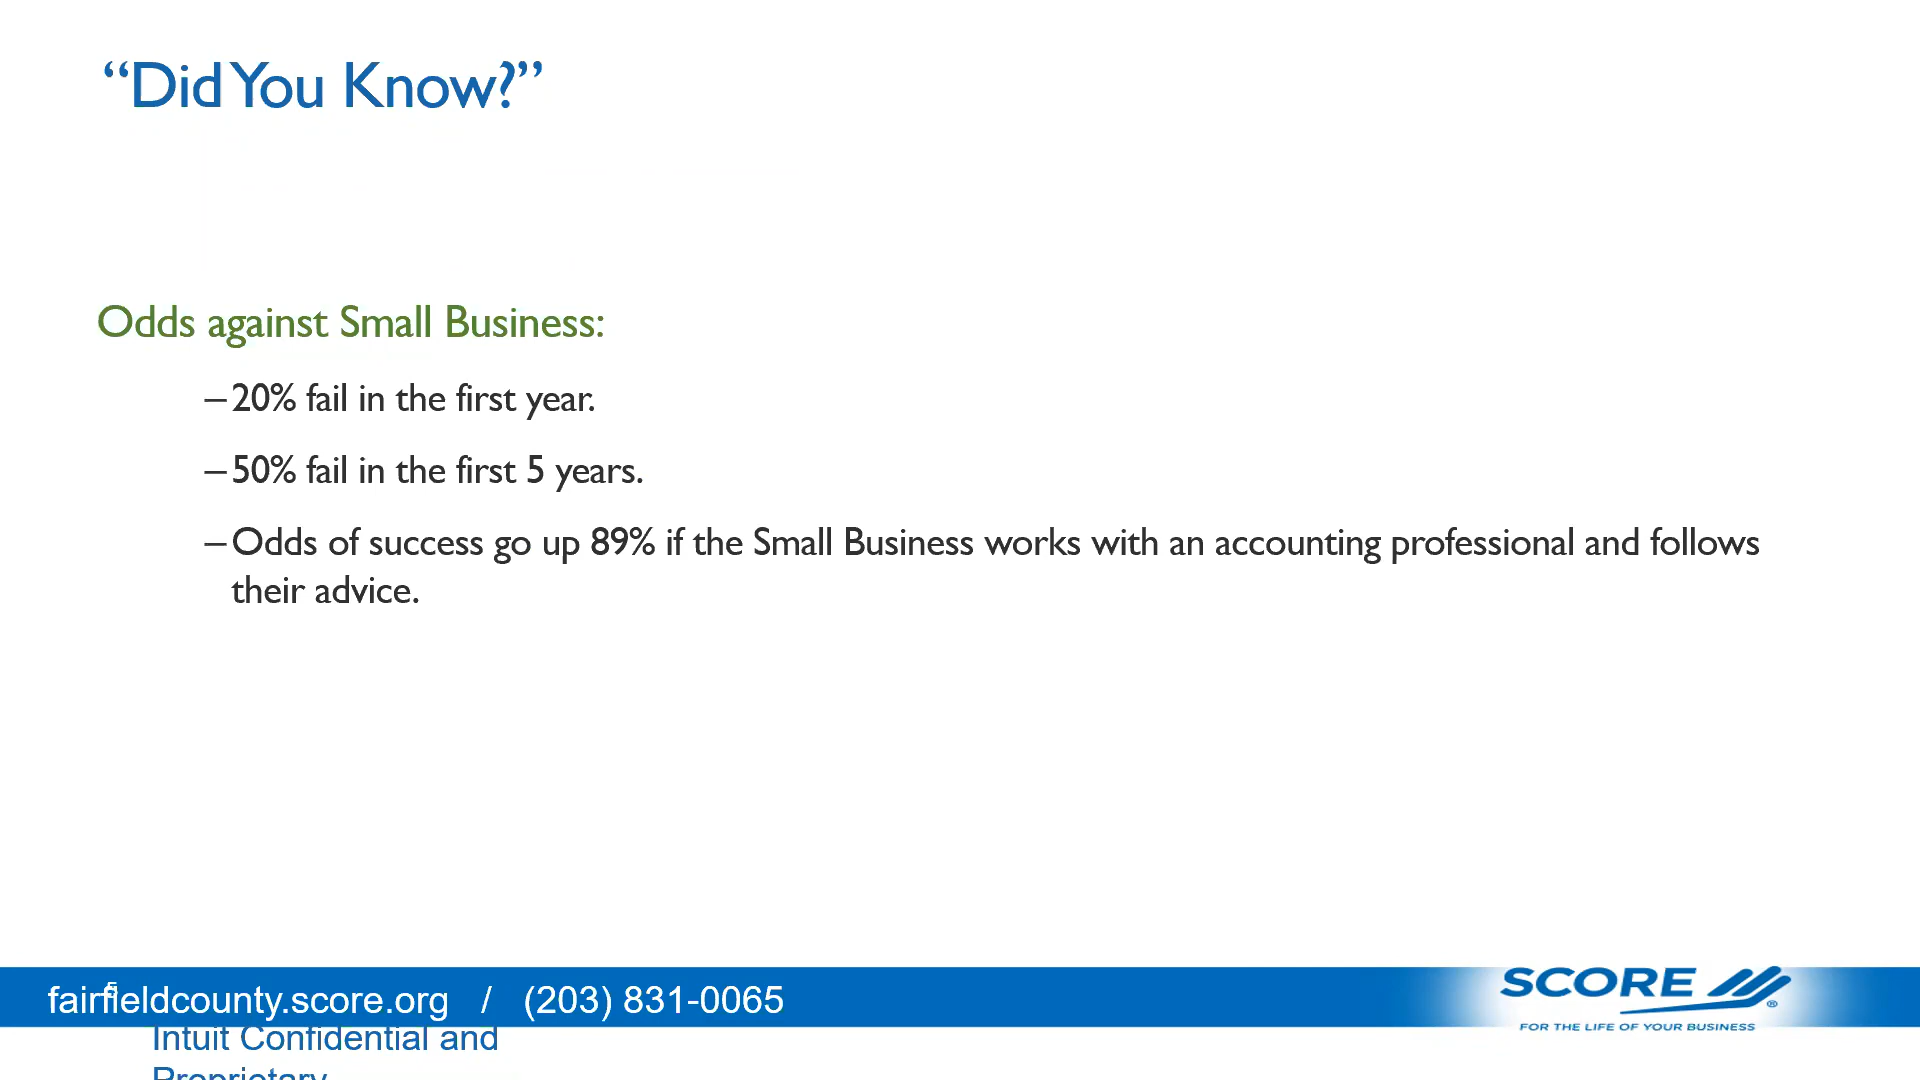 “Did You Know?”
Odds against Small Business:
–20% fail in the first year.
–50% fail in the first 5 years.
–Odds of success go up 89% if the Small Business works with an accounting professional and follows
their advice.
fairfieldcounty.score.org / (203) 831-0065
5
SCORE
®
FOR THE LIFE OF YOUR BUSINESS
Intuit Confidential and
Proprietary